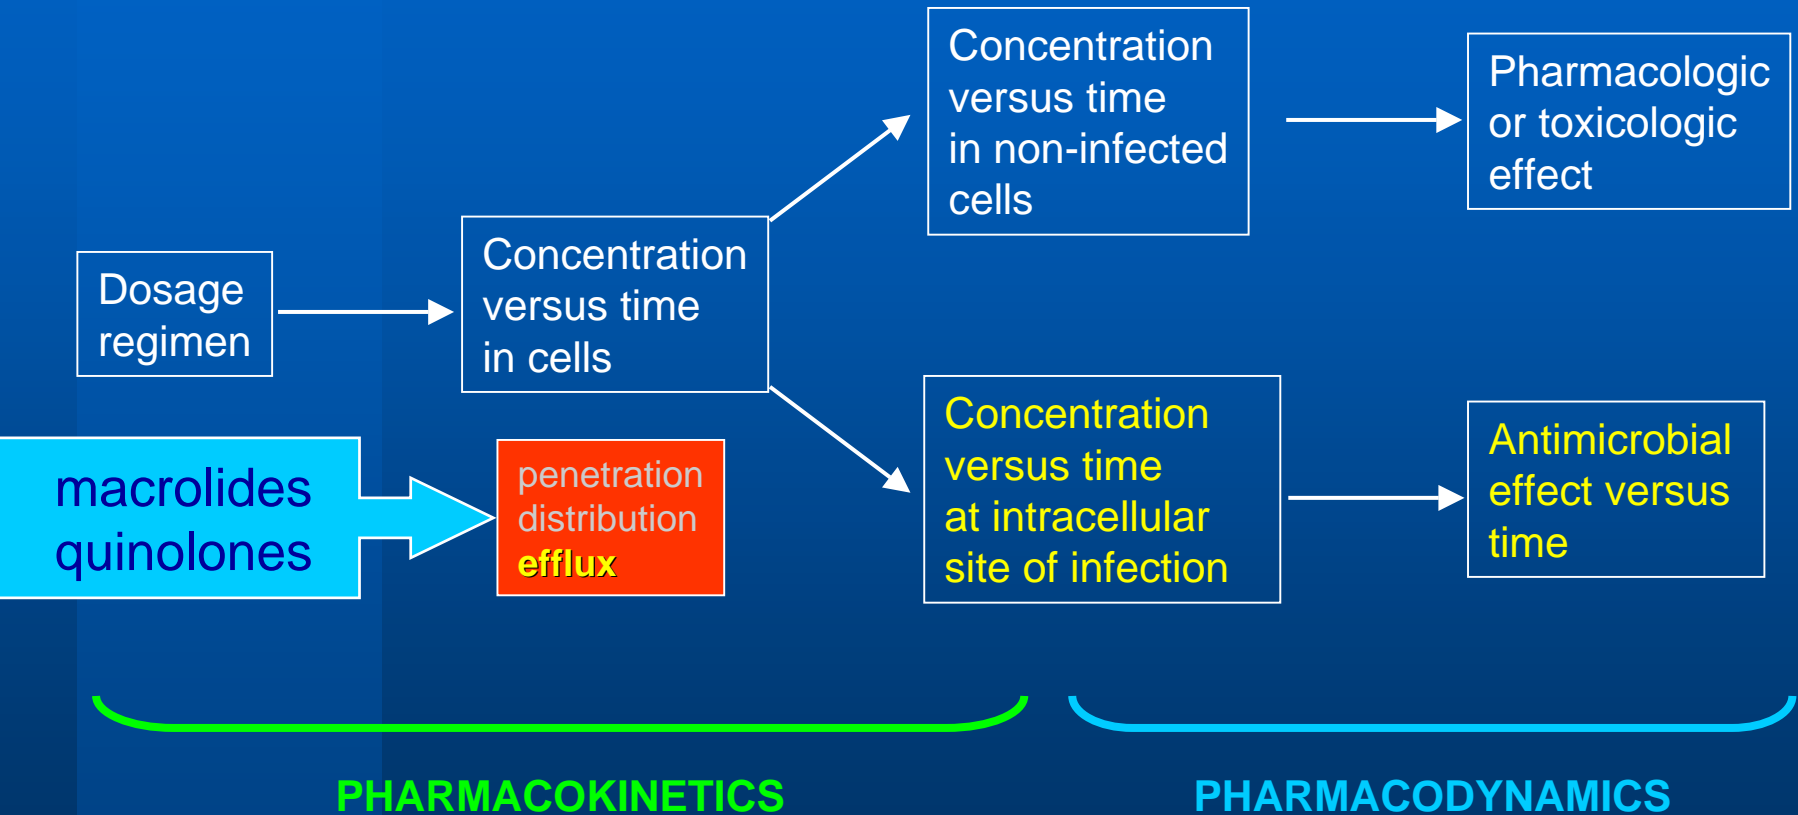 Dosage
regimen
Concentration
versus time
in cells
Concentration
versus time
in non-infected
cells
Pharmacologic
or toxicologic
effect
macrolides
quinolones
penetration
distribution
efflux
Concentration
versus time
at intracellular
site of infection
Antimicrobial
effect versus
time
PHARMACOKINETICS
PHARMACODYNAMICS